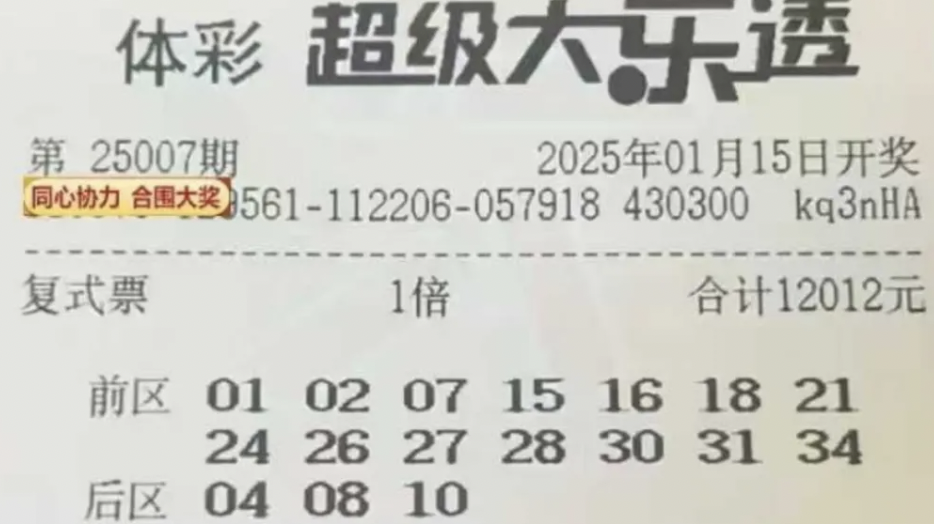 体彩 超级大乐透
第 25007期 2025年01月15日开奖
同心协力 合围大奖
9561-112206-057918 430300 kq3nHA
复式票 1倍 合计12012元
前区 01 02 07 15 16 18 21
24 26 27 28 30 31 34
后区 04 08 10